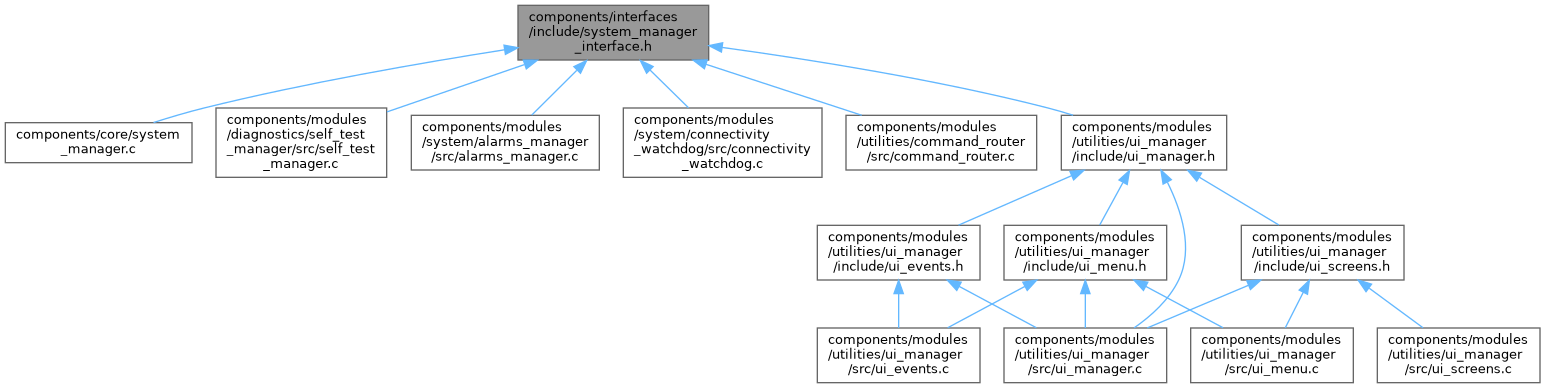 components/interfaces
/include/system_manager
_interface.h
components/core/system
_manager.c
components/modules
/diagnostics/self_test
_manager/src/self_test
_manager.c
components/modules
/system/alarms_manager
/src/alarms_manager.c
components/modules
/system/connectivity
_watchdog/src/connectivity
_watchdog.c
components/modules
/utilities/command_router
/src/command_router.c
components/modules
/utilities/ui_manager
/include/ui_manager.h
components/modules
/utilities/ui_manager
/include/ui_events.h
components/modules
/utilities/ui_manager
/include/ui_menu.h
components/modules
/utilities/ui_manager
/include/ui_screens.h
components/modules
/utilities/ui_manager
/src/ui_events.c
components/modules
/utilities/ui_manager
/src/ui_manager.c
components/modules
/utilities/ui_manager
/src/ui_menu.c
components/modules
/utilities/ui_manager
/src/ui_screens.c